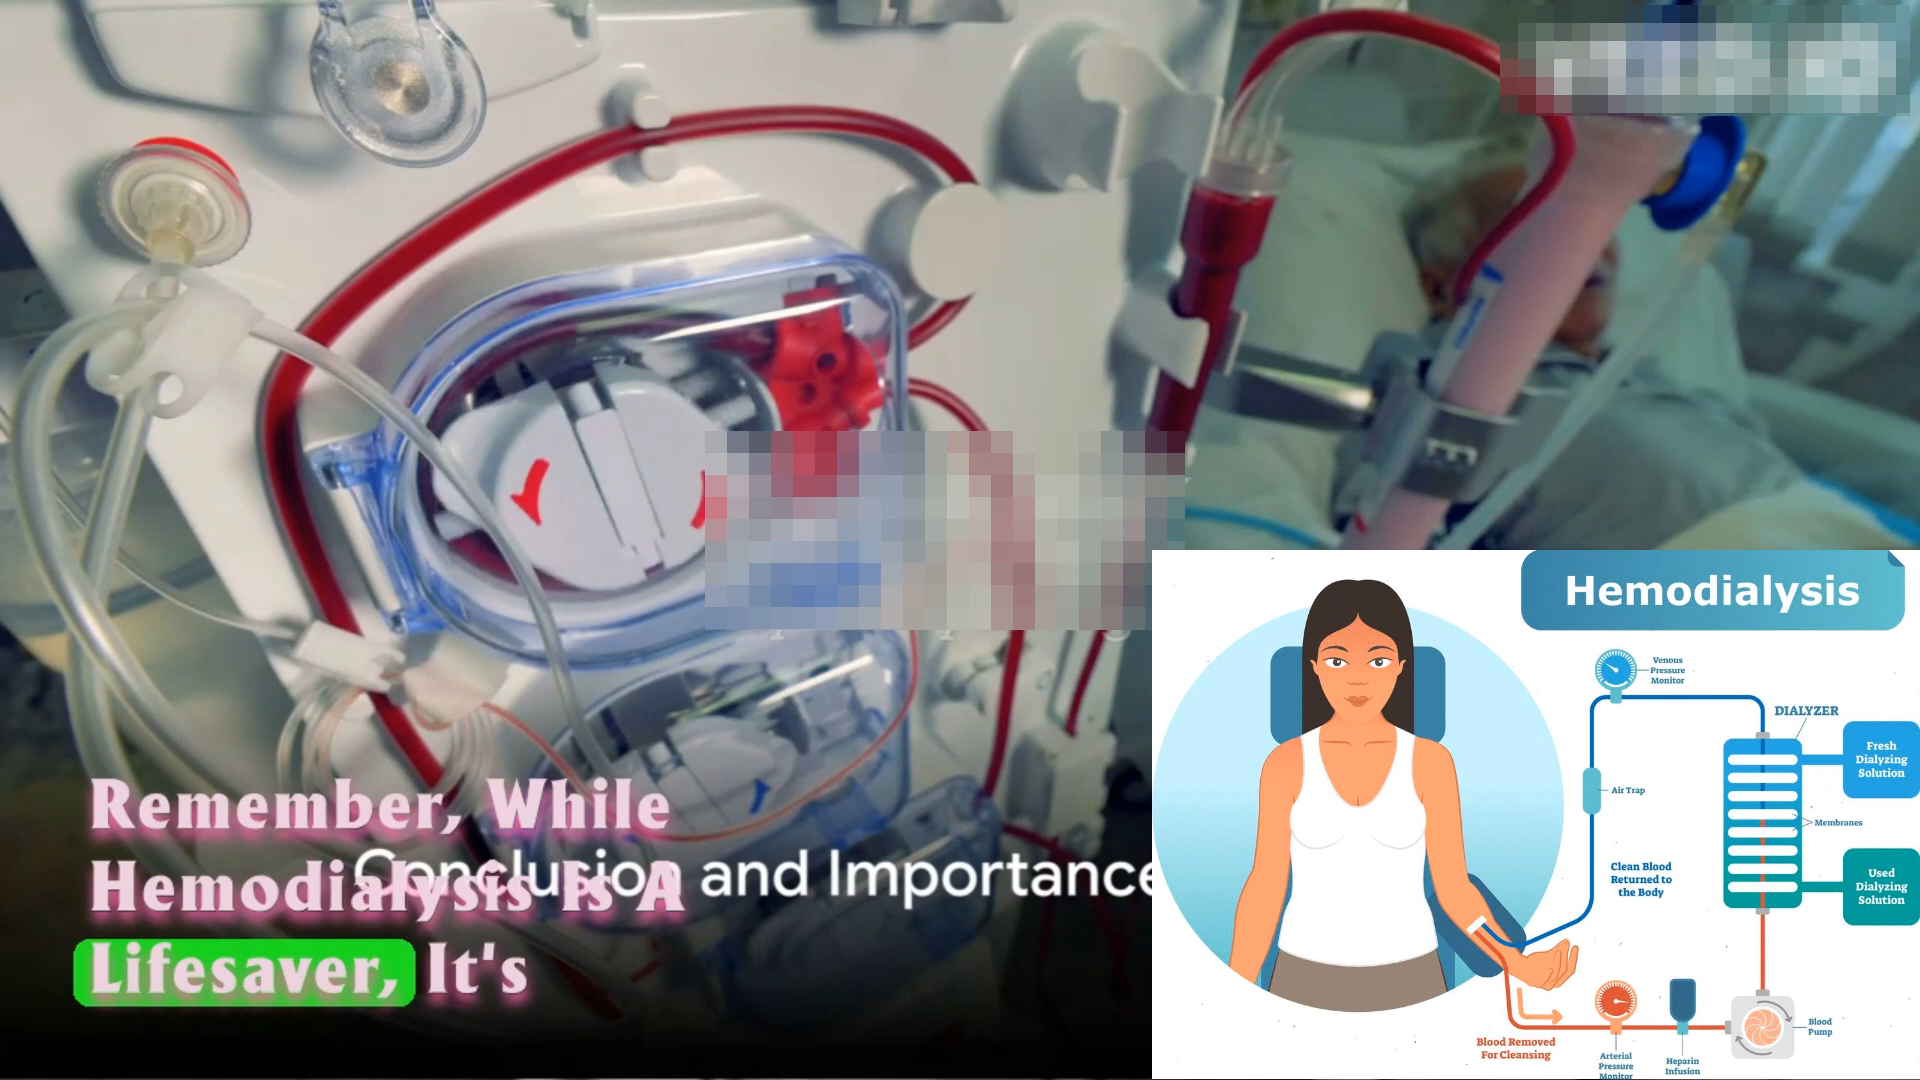 Remember, While
Hemodialysis Is A
Lifesaver, It's
Conclusion and Importance
Hemodialysis
Venous
Pressure
Monitor
DIALYZER
Fresh
Dialyzing
Solution
Air Trap
Membranes
Clean Blood
Returned to
the Body
Used
Dialyzing
Solution
Blood Removed
For Cleansing
Arterial
Pressure
Monitor
Heparin
Infusion
Blood
Pump